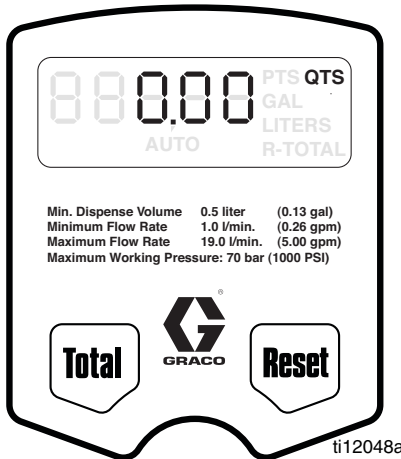 0.00 PTS QTS
GAL
LITERS
AUTO R-TOTAL
Min. Dispense Volume 0.5 liter (0.13 gal)
Minimum Flow Rate 1.0 l/min. (0.26 gpm)
Maximum Flow Rate 19.0 l/min. (5.00 gpm)
Maximum Working Pressure: 70 bar (1000 PSI)
®
G
GRACO
Total Reset
ti12048a